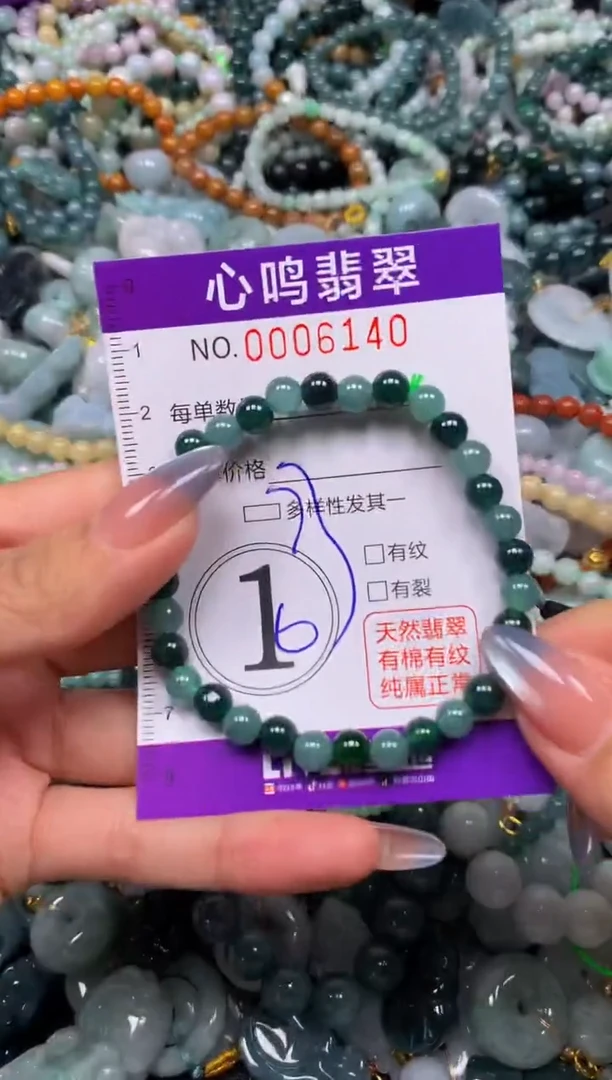 心鸣翡翠
NO.0006140
1
2
每单数
价格
多样性发其一
有纹
有裂
1
6
天然翡翠
有棉有纹
纯属正常
7